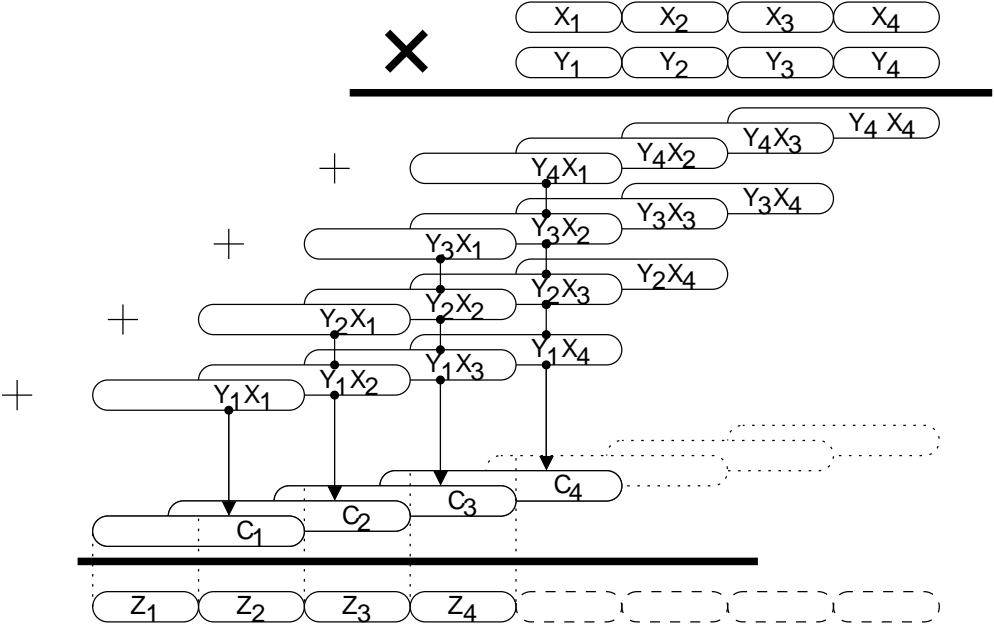 X₁ X₂ X₃ X₄
× Y₁ Y₂ Y₃ Y₄
Y₄ X₄
Y₄X₃
Y₄X₂
+ Y₄X₁
Y₃X₄
Y₃X₃
Y₃X₂
+ Y₃X₁
Y₂X₄
Y₂X₃
Y₂X₂
+ Y₂X₁
Y₁X₄
Y₁X₃
Y₁X₂
+ Y₁X₁
C₄
C₃
C₂
C₁
Z₁ Z₂ Z₃ Z₄